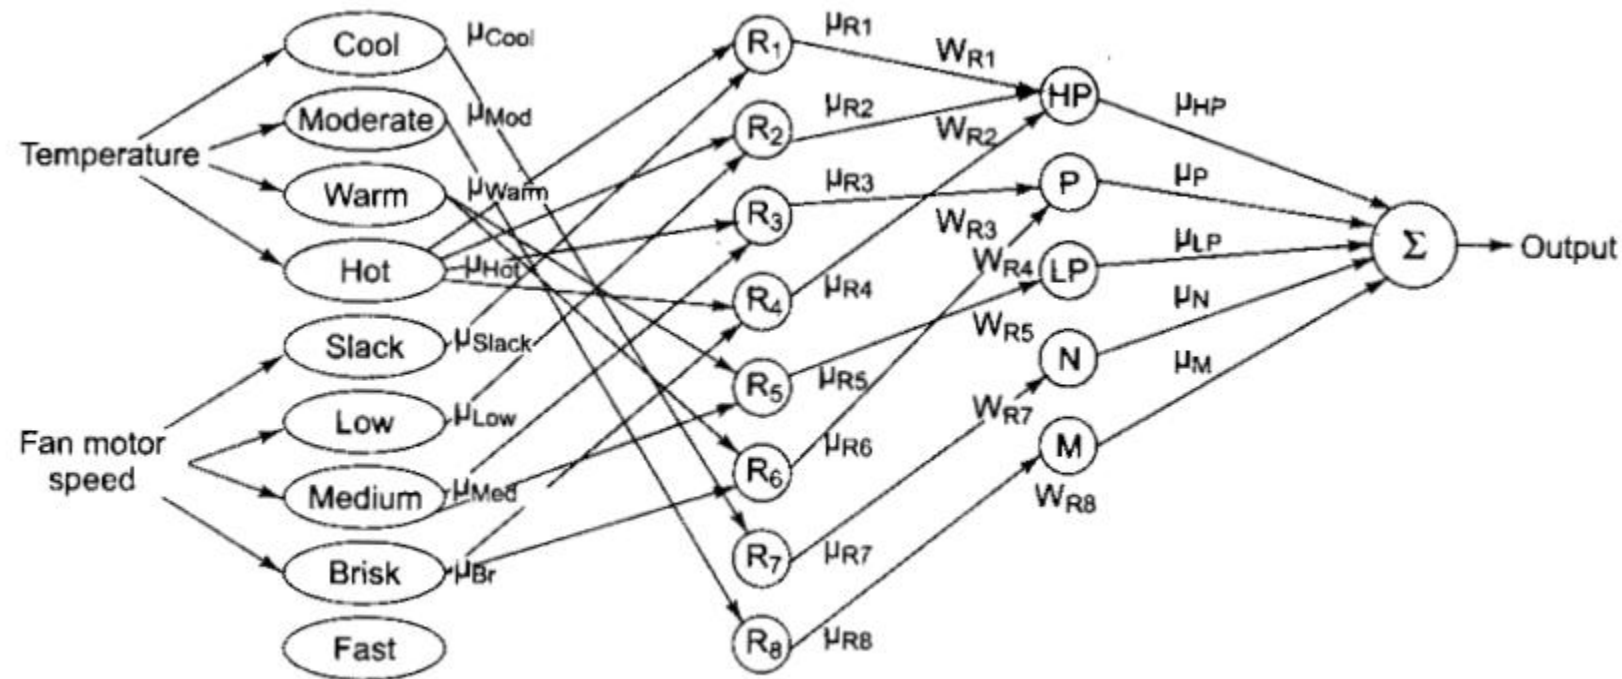 Temperature
Fan motor
speed
Cool
Moderate
Warm
Hot
Slack
Low
Medium
Brisk
Fast
μCool
μMod
μWarm
μHot
μSlack
μLow
μMed
μBr
R1
R2
R3
R4
R5
R6
R7
R8
μR1
μR2
μR3
μR4
μR5
μR6
μR7
μR8
WR1
WR2
WR3
WR4
WR5
WR7
WR8
HP
P
LP
N
M
μHP
μP
μLP
μN
μM
Σ
Output